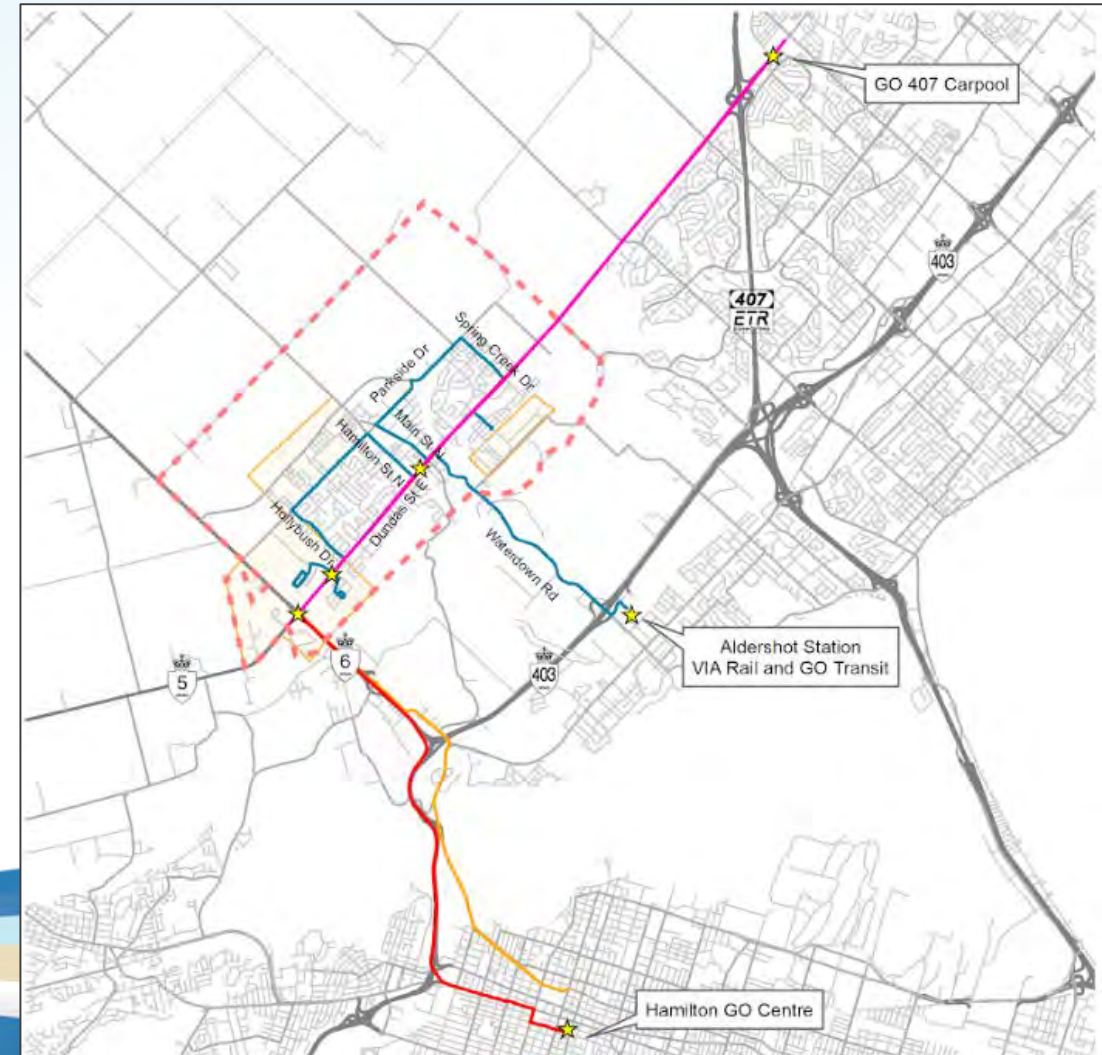 GO 407 Carpool
403
407
ETR
Spring Creek Dr
Parkside Dr
Main St N
Hamilton St N
Dundas St E
Hollybush Dr
Waterdown Rd
Aldershot Station
VIA Rail and GO Transit
6
403
5
Hamilton GO Centre